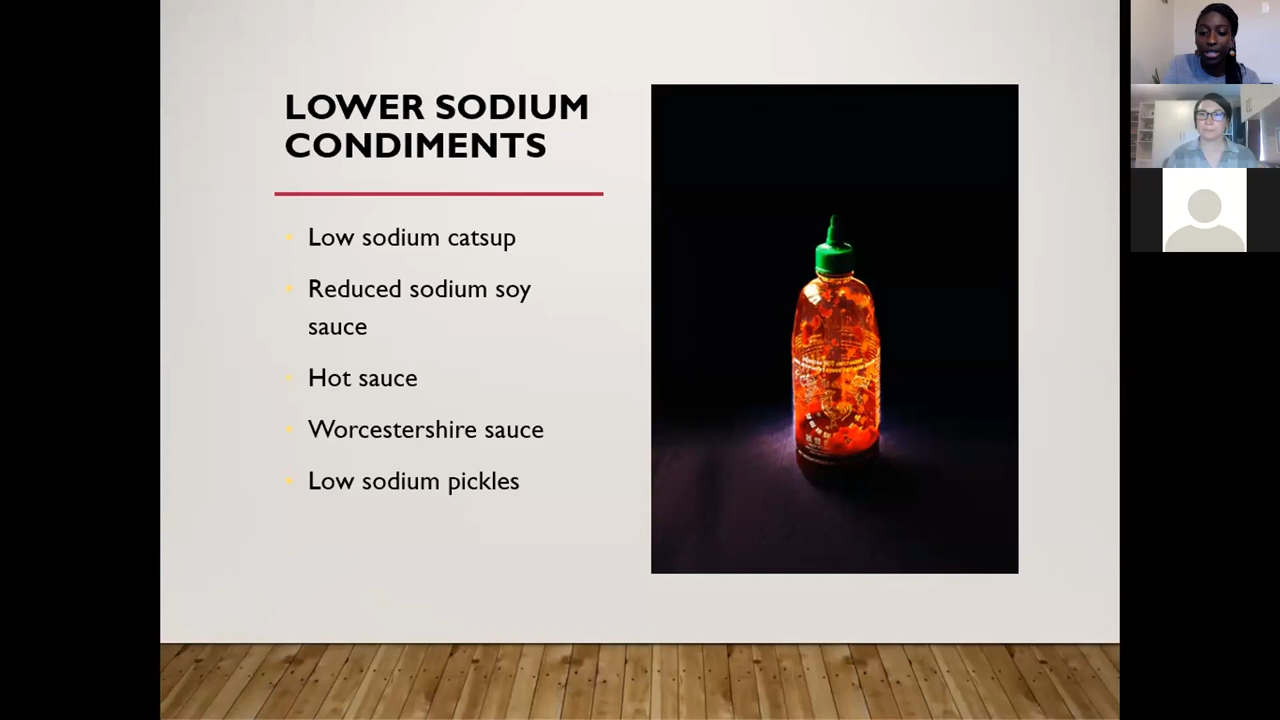 LOWER SODIUM
CONDIMENTS
Low sodium catsup
Reduced sodium soy
sauce
Hot sauce
Worcestershire sauce
Low sodium pickles